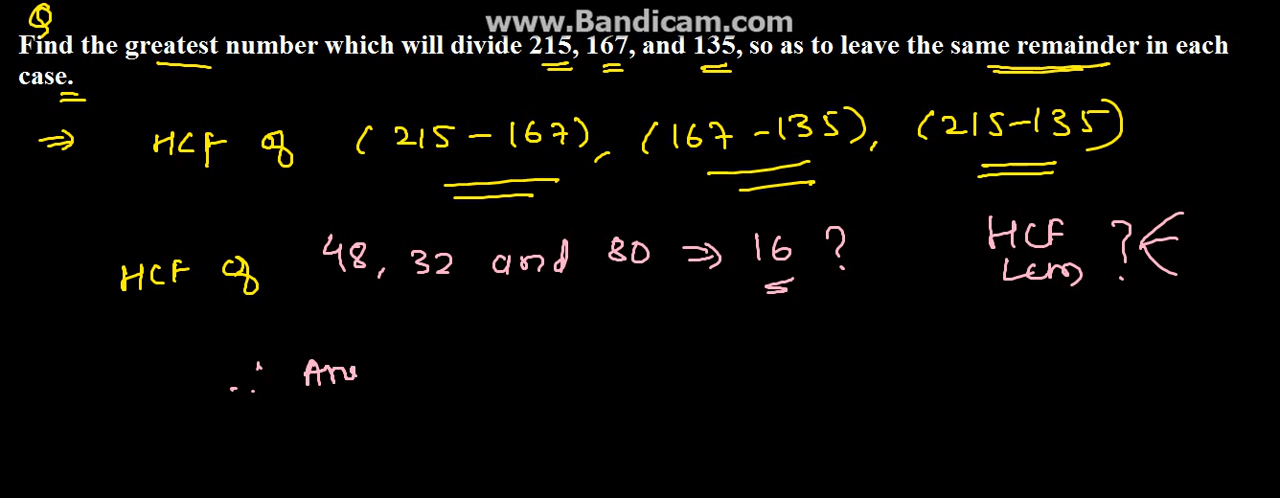 www.Bandicam.com
Q
Find the greatest number which will divide 215, 167, and 135, so as to leave the same remainder in each
case.
⇒ HCF of (215 - 167), (167 - 135), (215 - 135)
HCF of 48, 32 and 80 ⇒ 16 ?
HCF
Lcm ?
∴ Ans